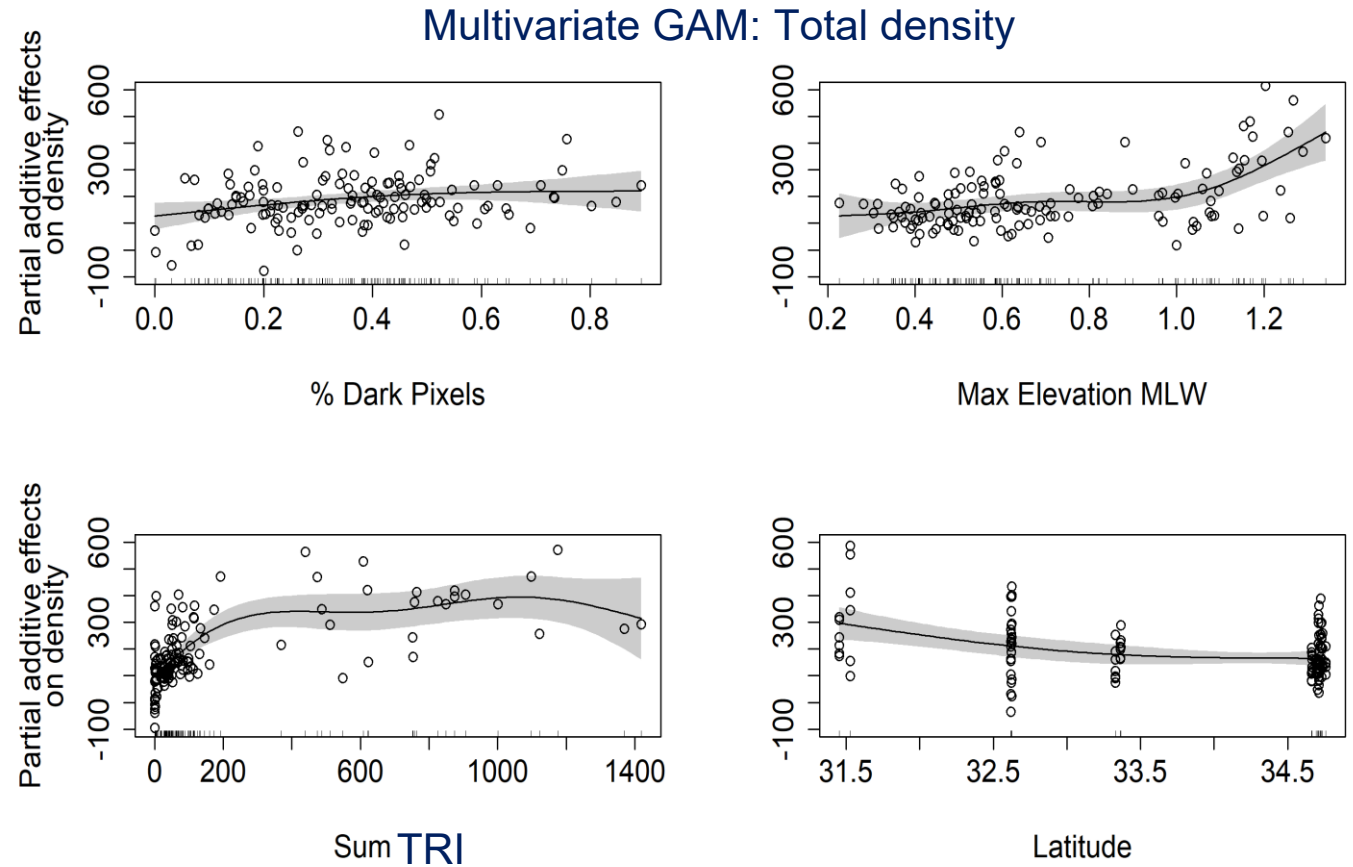 Multivariate GAM: Total density
Partial additive effects
on density
600
300
-100
0.0 0.2 0.4 0.6 0.8
% Dark Pixels
600
300
-100
0.2 0.4 0.6 0.8 1.0 1.2
Max Elevation MLW
Partial additive effects
on density
600
300
-100
0 200 600 1000 1400
Sum TRI
600
300
-100
31.5 32.5 33.5 34.5
Latitude